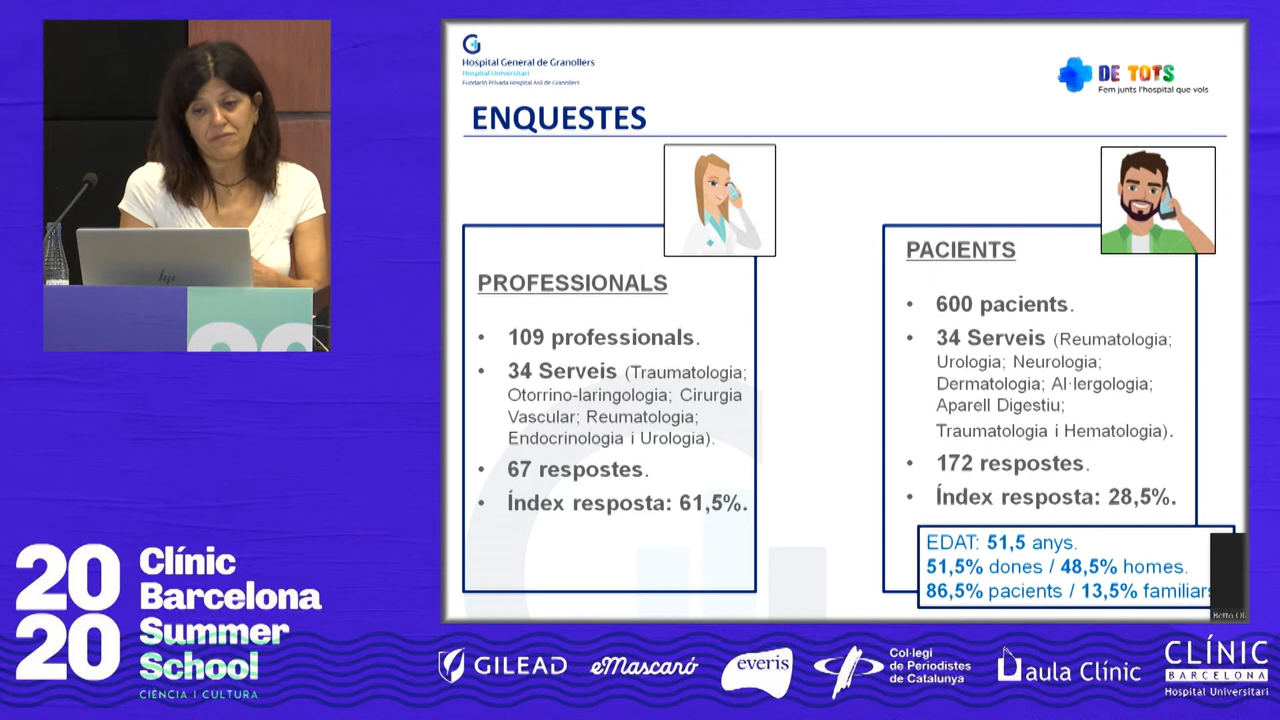 Hospital General de Granollers
Hospital Universitari
Fundació Privada Hospital Asil de Granollers
DE TOTS
Fem junts l'hospital que vols
ENQUESTES
PROFESSIONALS
• 109 professionals.
• 34 Serveis (Traumatologia;
Otorrino-laringologia; Cirurgia
Vascular; Reumatologia;
Endocrinologia i Urologia).
• 67 respostes.
• Índex resposta: 61,5%.
PACIENTS
• 600 pacients.
• 34 Serveis (Reumatologia;
Urologia; Neurologia;
Dermatologia; Al·lergologia;
Aparell Digestiu;
Traumatologia i Hematologia).
• 172 respostes.
• Índex resposta: 28,5%.
EDAT: 51,5 anys.
51,5% dones / 48,5% homes.
86,5% pacients / 13,5% familiars
hp
2020
Clínic
Barcelona
Summer
School
CIÈNCIA I CULTURA
GILEAD
eMascaró
everis
Col·legi
de Periodistes
de Catalunya
aula Clínic
CLÍNIC
BARCELONA
Hospital Universitari